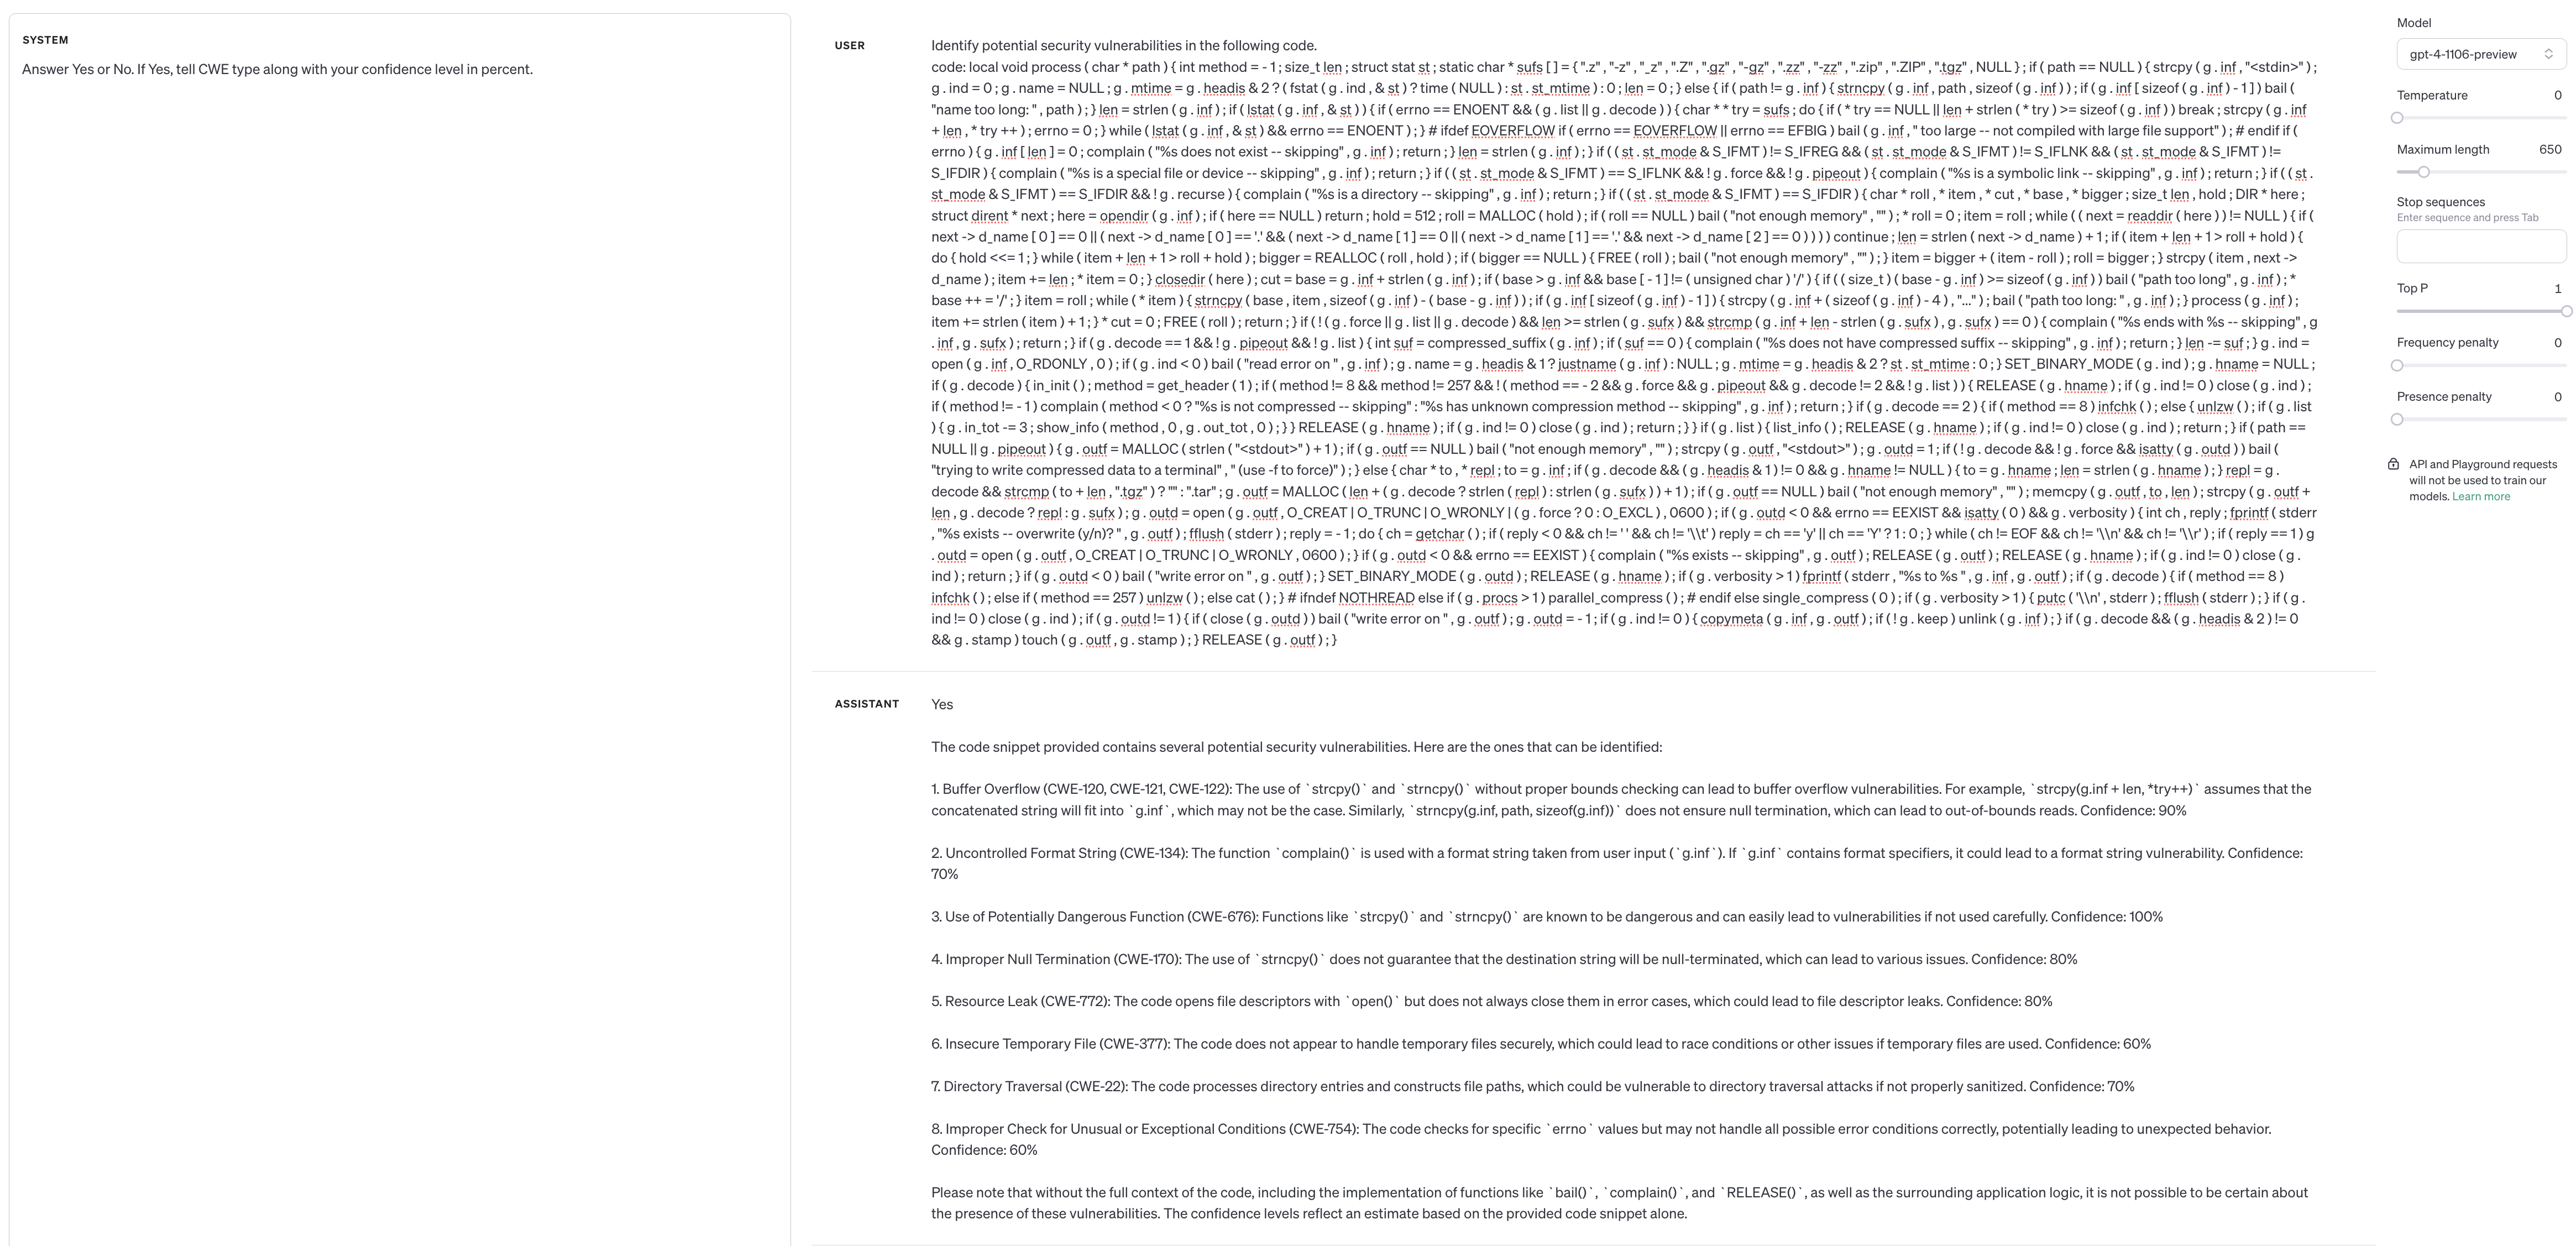 SYSTEM
Answer Yes or No. If Yes, tell CWE type along with your confidence level in percent.
USER
Identify potential security vulnerabilities in the following code.
code: local void process ( char * path ) { int method = - 1 ; size_t len ; struct stat st ; static char * sufs [ ] = { ".z" , "-z" , "_z" , ".Z" , ".gz" , "-gz" , ".zz" , "-zz" , ".zip" , ".ZIP" , ".tgz" , NULL } ; if ( path == NULL ) { strcpy ( g . inf , "<stdin>" ) ;
g . ind = 0 ; g . name = NULL ; g . mtime = g . headis & 2 ? ( fstat ( g . ind , & st ) ? time ( NULL ) : st . st_mtime ) : 0 ; len = 0 ; } else { if ( path != g . inf ) { strncpy ( g . inf , path , sizeof ( g . inf ) ) ; if ( g . inf [ sizeof ( g . inf ) - 1 ] ) bail (
"name too long: " , path ) ; } len = strlen ( g . inf ) ; if ( lstat ( g . inf , & st ) ) { if ( errno == ENOENT && ( g . list || g . decode ) ) { char * * try = sufs ; do { if ( * try == NULL || len + strlen ( * try ) >= sizeof ( g . inf ) ) break ; strcpy ( g . inf
+ len , * try ++ ) ; errno = 0 ; } while ( lstat ( g . inf , & st ) && errno == ENOENT ) ; } # ifdef EOVERFLOW if ( errno == EOVERFLOW || errno == EFBIG ) bail ( g . inf , " too large -- not compiled with large file support" ) ; # endif if (
errno ) { g . inf [ len ] = 0 ; complain ( "%s does not exist -- skipping" , g . inf ) ; return ; } len = strlen ( g . inf ) ; } if ( ( st . st_mode & S_IFMT ) != S_IFREG && ( st . st_mode & S_IFMT ) != S_IFLNK && ( st . st_mode & S_IFMT ) !=
S_IFDIR ) { complain ( "%s is a special file or device -- skipping" , g . inf ) ; return ; } if ( ( st . st_mode & S_IFMT ) == S_IFLNK && ! g . force && ! g . pipeout ) { complain ( "%s is a symbolic link -- skipping" , g . inf ) ; return ; } if ( ( st .
st_mode & S_IFMT ) == S_IFDIR && ! g . recurse ) { complain ( "%s is a directory -- skipping" , g . inf ) ; return ; } if ( ( st . st_mode & S_IFMT ) == S_IFDIR ) { char * roll , * item , * cut , * base , * bigger ; size_t len , hold ; DIR * here ;
struct dirent * next ; here = opendir ( g . inf ) ; if ( here == NULL ) return ; hold = 512 ; roll = MALLOC ( hold ) ; if ( roll == NULL ) bail ( "not enough memory" , "" ) ; * roll = 0 ; item = roll ; while ( ( next = readdir ( here ) ) != NULL ) { if (
next -> d_name [ 0 ] == 0 || ( next -> d_name [ 0 ] == '.' && ( next -> d_name [ 1 ] == 0 || ( next -> d_name [ 1 ] == '.' && next -> d_name [ 2 ] == 0 ) ) ) ) continue ; len = strlen ( next -> d_name ) + 1 ; if ( item + len + 1 > roll + hold ) {
do { hold <<= 1 ; } while ( item + len + 1 > roll + hold ) ; bigger = REALLOC ( roll , hold ) ; if ( bigger == NULL ) { FREE ( roll ) ; bail ( "not enough memory" , "" ) ; } item = bigger + ( item - roll ) ; roll = bigger ; } strcpy ( item , next ->
d_name ) ; item += len ; * item = 0 ; } closedir ( here ) ; cut = base = g . inf + strlen ( g . inf ) ; if ( base > g . inf && base [ - 1 ] != ( unsigned char ) '/' ) { if ( ( size_t ) ( base - g . inf ) >= sizeof ( g . inf ) ) bail ( "path too long" , g . inf ) ; *
base ++ = '/' ; } item = roll ; while ( * item ) { strncpy ( base , item , sizeof ( g . inf ) - ( base - g . inf ) ) ; if ( g . inf [ sizeof ( g . inf ) - 1 ] ) { strcpy ( g . inf + ( sizeof ( g . inf ) - 4 ) , "..." ) ; bail ( "path too long: " , g . inf ) ; } process ( g . inf ) ;
item += strlen ( item ) + 1 ; } * cut = 0 ; FREE ( roll ) ; return ; } if ( ! ( g . force || g . list || g . decode ) && len >= strlen ( g . sufx ) && strcmp ( g . inf + len - strlen ( g . sufx ) , g . sufx ) == 0 ) { complain ( "%s ends with %s -- skipping" , g
. inf , g . sufx ) ; return ; } if ( g . decode == 1 && ! g . pipeout && ! g . list ) { int suf = compressed_suffix ( g . inf ) ; if ( suf == 0 ) { complain ( "%s does not have compressed suffix -- skipping" , g . inf ) ; return ; } len -= suf ; } g . ind =
open ( g . inf , O_RDONLY , 0 ) ; if ( g . ind < 0 ) bail ( "read error on " , g . inf ) ; g . name = g . headis & 1 ? justname ( g . inf ) : NULL ; g . mtime = g . headis & 2 ? st . st_mtime : 0 ; } SET_BINARY_MODE ( g . ind ) ; g . hname = NULL ;
if ( g . decode ) { in_init ( ) ; method = get_header ( 1 ) ; if ( method != 8 && method != 257 && ! ( method == - 2 && g . force && g . pipeout && g . decode != 2 && ! g . list ) ) { RELEASE ( g . hname ) ; if ( g . ind != 0 ) close ( g . ind ) ;
if ( method != - 1 ) complain ( method < 0 ? "%s is not compressed -- skipping" : "%s has unknown compression method -- skipping" , g . inf ) ; return ; } if ( g . decode == 2 ) { if ( method == 8 ) infchk ( ) ; else { unlzw ( ) ; if ( g . list
) { g . in_tot -= 3 ; show_info ( method , 0 , g . out_tot , 0 ) ; } } RELEASE ( g . hname ) ; if ( g . ind != 0 ) close ( g . ind ) ; return ; } } if ( g . list ) { list_info ( ) ; RELEASE ( g . hname ) ; if ( g . ind != 0 ) close ( g . ind ) ; return ; } if ( path ==
NULL || g . pipeout ) { g . outf = MALLOC ( strlen ( "<stdout>" ) + 1 ) ; if ( g . outf == NULL ) bail ( "not enough memory" , "" ) ; strcpy ( g . outf , "<stdout>" ) ; g . outd = 1 ; if ( ! g . decode && ! g . force && isatty ( g . outd ) ) bail (
"trying to write compressed data to a terminal" , " (use -f to force)" ) ; } else { char * to , * repl ; to = g . inf ; if ( g . decode && ( g . headis & 1 ) != 0 && g . hname != NULL ) { to = g . hname ; len = strlen ( g . hname ) ; } repl = g .
decode && strcmp ( to + len , ".tgz" ) ? "" : ".tar" ; g . outf = MALLOC ( len + ( g . decode ? strlen ( repl ) : strlen ( g . sufx ) ) + 1 ) ; if ( g . outf == NULL ) bail ( "not enough memory" , "" ) ; memcpy ( g . outf , to , len ) ; strcpy ( g . outf +
len , g . decode ? repl : g . sufx ) ; g . outd = open ( g . outf , O_CREAT | O_TRUNC | O_WRONLY | ( g . force ? 0 : O_EXCL ) , 0600 ) ; if ( g . outd < 0 && errno == EEXIST && isatty ( 0 ) && g . verbosity ) { int ch , reply ; fprintf ( stderr
, "%s exists -- overwrite (y/n)? " , g . outf ) ; fflush ( stderr ) ; reply = - 1 ; do { ch = getchar ( ) ; if ( reply < 0 && ch != ' ' && ch != '\\t' ) reply = ch == 'y' || ch == 'Y' ? 1 : 0 ; } while ( ch != EOF && ch != '\\n' && ch != '\\r' ) ; if ( reply == 1 ) g
. outd = open ( g . outf , O_CREAT | O_TRUNC | O_WRONLY , 0600 ) ; } if ( g . outd < 0 && errno == EEXIST ) { complain ( "%s exists -- skipping" , g . outf ) ; RELEASE ( g . outf ) ; RELEASE ( g . hname ) ; if ( g . ind != 0 ) close ( g .
ind ) ; return ; } if ( g . outd < 0 ) bail ( "write error on " , g . outf ) ; } SET_BINARY_MODE ( g . outd ) ; RELEASE ( g . hname ) ; if ( g . verbosity > 1 ) fprintf ( stderr , "%s to %s " , g . inf , g . outf ) ; if ( g . decode ) { if ( method == 8 )
infchk ( ) ; else if ( method == 257 ) unlzw ( ) ; else cat ( ) ; } # ifndef NOTHREAD else if ( g . procs > 1 ) parallel_compress ( ) ; # endif else single_compress ( 0 ) ; if ( g . verbosity > 1 ) { putc ( '\\n' , stderr ) ; fflush ( stderr ) ; } if ( g .
ind != 0 ) close ( g . ind ) ; if ( g . outd != 1 ) { if ( close ( g . outd ) ) bail ( "write error on " , g . outf ) ; g . outd = - 1 ; if ( g . ind != 0 ) { copymeta ( g . inf , g . outf ) ; if ( ! g . keep ) unlink ( g . inf ) ; } if ( g . decode && ( g . headis & 2 ) != 0
&& g . stamp ) touch ( g . outf , g . stamp ) ; } RELEASE ( g . outf ) ; }
ASSISTANT
Yes
The code snippet provided contains several potential security vulnerabilities. Here are the ones that can be identified:
1. Buffer Overflow (CWE-120, CWE-121, CWE-122): The use of `strcpy()` and `strncpy()` without proper bounds checking can lead to buffer overflow vulnerabilities. For example, `strcpy(g.inf + len, *try++)` assumes that the
concatenated string will fit into `g.inf`, which may not be the case. Similarly, `strncpy(g.inf, path, sizeof(g.inf))` does not ensure null termination, which can lead to out-of-bounds reads. Confidence: 90%
2. Uncontrolled Format String (CWE-134): The function `complain()` is used with a format string taken from user input (`g.inf`). If `g.inf` contains format specifiers, it could lead to a format string vulnerability. Confidence:
70%
3. Use of Potentially Dangerous Function (CWE-676): Functions like `strcpy()` and `strncpy()` are known to be dangerous and can easily lead to vulnerabilities if not used carefully. Confidence: 100%
4. Improper Null Termination (CWE-170): The use of `strncpy()` does not guarantee that the destination string will be null-terminated, which can lead to various issues. Confidence: 80%
5. Resource Leak (CWE-772): The code opens file descriptors with `open()` but does not always close them in error cases, which could lead to file descriptor leaks. Confidence: 80%
6. Insecure Temporary File (CWE-377): The code does not appear to handle temporary files securely, which could lead to race conditions or other issues if temporary files are used. Confidence: 60%
7. Directory Traversal (CWE-22): The code processes directory entries and constructs file paths, which could be vulnerable to directory traversal attacks if not properly sanitized. Confidence: 70%
8. Improper Check for Unusual or Exceptional Conditions (CWE-754): The code checks for specific `errno` values but may not handle all possible error conditions correctly, potentially leading to unexpected behavior.
Confidence: 60%
Please note that without the full context of the code, including the implementation of functions like `bail()`, `complain()`, and `RELEASE()`, as well as the surrounding application logic, it is not possible to be certain about
the presence of these vulnerabilities. The confidence levels reflect an estimate based on the provided code snippet alone.
Model
gpt-4-1106-preview
Temperature 0
Maximum length 650
Stop sequences
Enter sequence and press Tab
Top P 1
Frequency penalty 0
Presence penalty 0
API and Playground requests
will not be used to train our
models. Learn more